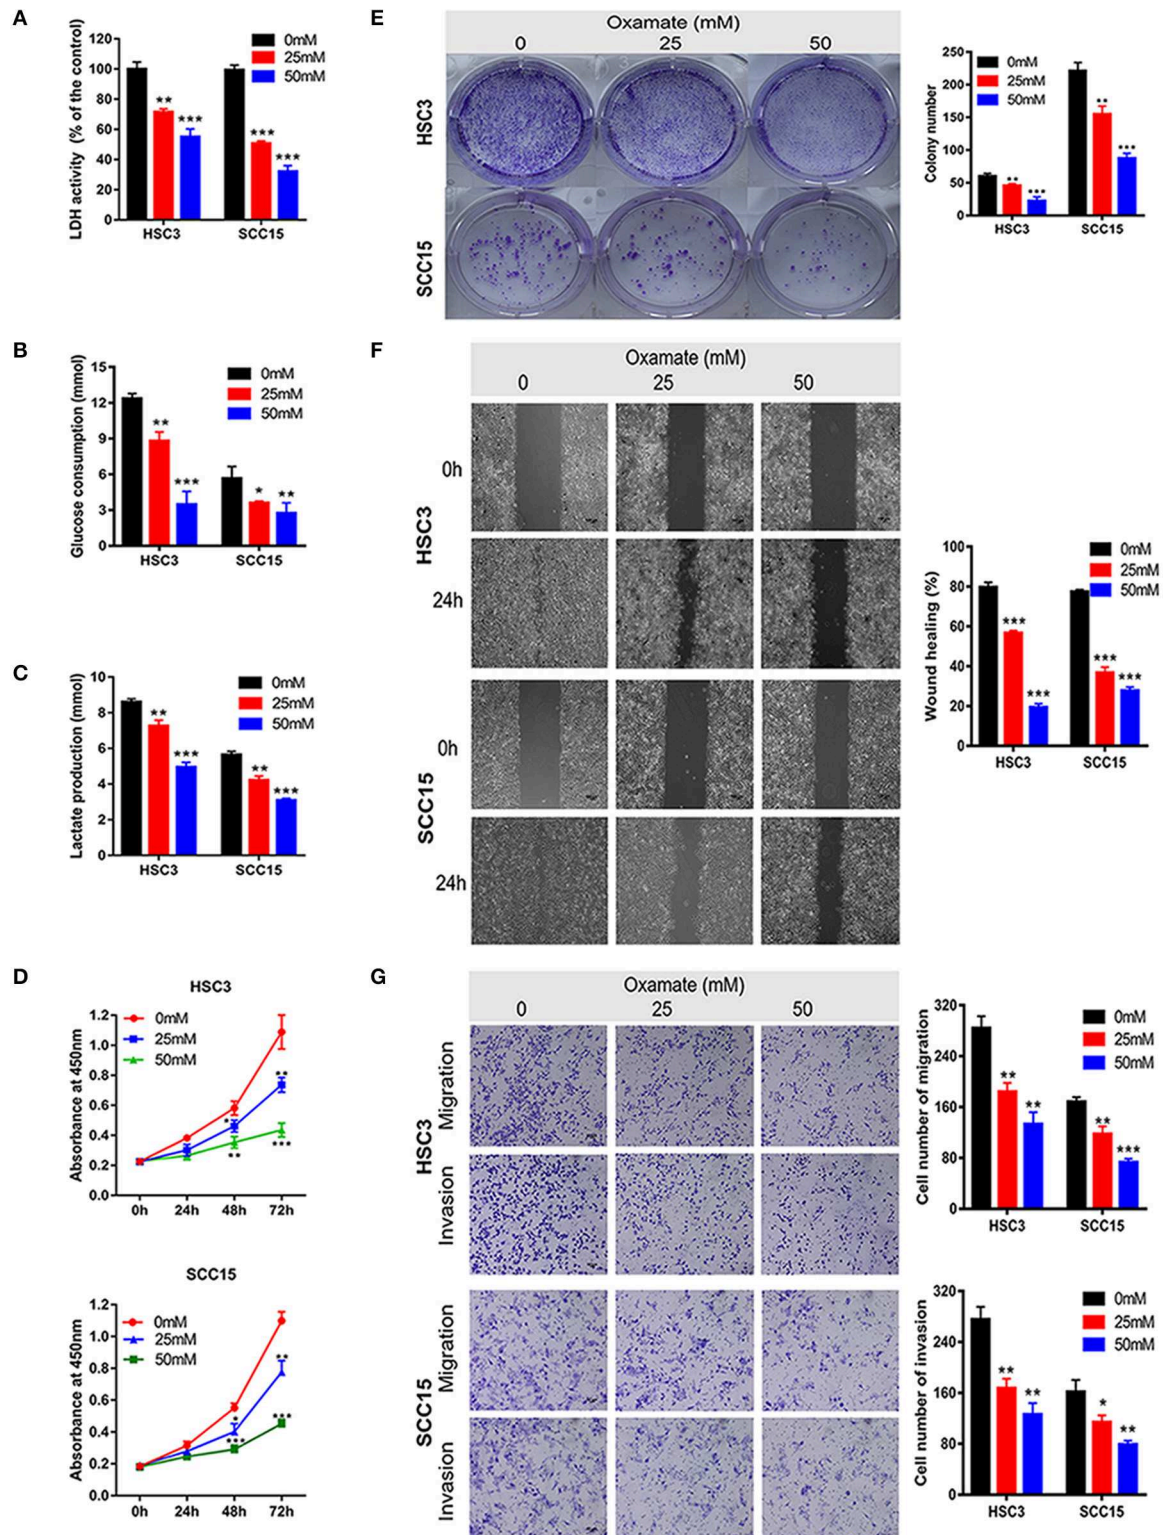 A
LDH activity (% of the control)
120
100
80
60
40
20
0
0mM
25mM
50mM
**
***
***
***
HSC3
SCC15
B
Glucose consumption (mmol)
15
12
9
6
3
0
0mM
25mM
50mM
**
***
*
**
HSC3
SCC15
C
Lactate production (mmol)
10
8
6
4
2
0
0mM
25mM
50mM
**
***
**
***
HSC3
SCC15
D
HSC3
Absorbance at 450nm
1.2
1.0
0.8
0.6
0.4
0.2
0.0
0mM
25mM
50mM
*
**
**
***
0h 24h 48h 72h
SCC15
Absorbance at 450nm
1.2
1.0
0.8
0.6
0.4
0.2
0.0
0mM
25mM
50mM
*
***
**
***
0h 24h 48h 72h
E
Oxamate (mM)
0 25 50
HSC3
SCC15
Colony number
250
200
150
100
50
0
0mM
25mM
50mM
**
***
**
***
HSC3
SCC15
F
Oxamate (mM)
0 25 50
HSC3
0h
24h
SCC15
0h
24h
Wound healing (%)
100
80
60
40
20
0
0mM
25mM
50mM
***
***
***
***
HSC3
SCC15
G
Oxamate (mM)
0 25 50
HSC3
Migration
Invasion
SCC15
Migration
Invasion
Cell number of migration
320
240
160
80
0
0mM
25mM
50mM
**
**
**
***
HSC3
SCC15
Cell number of invasion
320
240
160
80
0
0mM
25mM
50mM
**
**
*
**
HSC3
SCC15